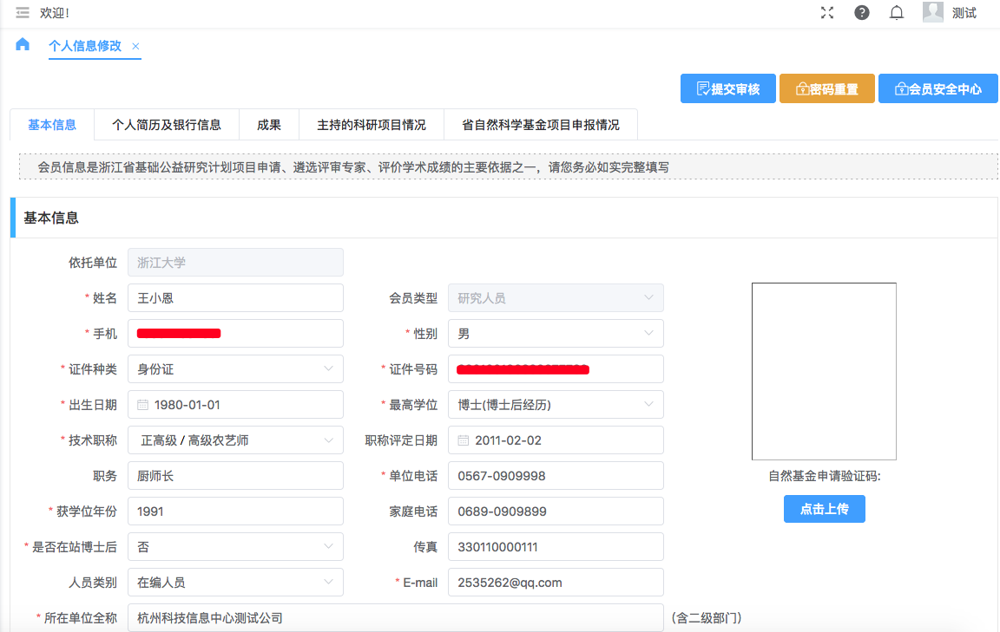 欢迎!
测试
个人信息修改 ×
提交审核 密码重置 会员安全中心
基本信息 个人简历及银行信息 成果 主持的科研项目情况 省自然科学基金项目申报情况
会员信息是浙江省基础公益研究计划项目申请、遴选评审专家、评价学术成绩的主要依据之一，请您务必如实完整填写
基本信息
依托单位 浙江大学
* 姓名 王小恩 会员类型 研究人员
* 手机 * 性别 男
* 证件种类 身份证 * 证件号码
* 出生日期 1980-01-01 * 最高学位 博士(博士后经历)
* 技术职称 正高级 / 高级农艺师 职称评定日期 2011-02-02
职务 厨师长 * 单位电话 0567-0909998
自然基金申请验证码:
* 获学位年份 1991 家庭电话 0689-0909899
点击上传
* 是否在站博士后 否 传真 330110000111
人员类别 在编人员 * E-mail 2535262@qq.com
* 所在单位全称 杭州科技信息中心测试公司 (含二级部门)